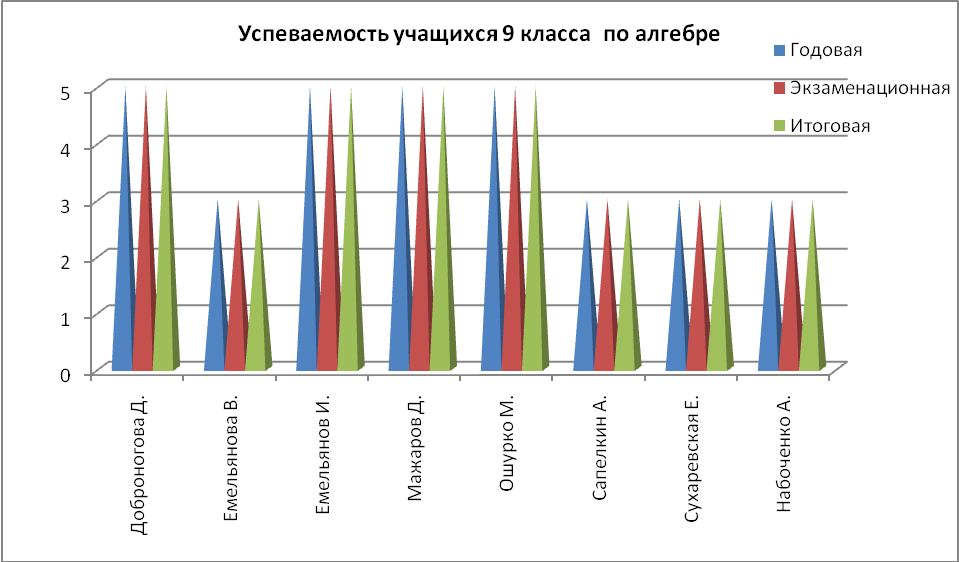 Успеваемость учащихся 9 класса по алгебре
Годовая
Экзаменационная
Итоговая
5
4
3
2
1
0
Доброногова Д.
Емельянова В.
Емельянов И.
Мажаров Д.
Ошурко М.
Сапелкин А.
Сухаревская Е.
Набоченко А.